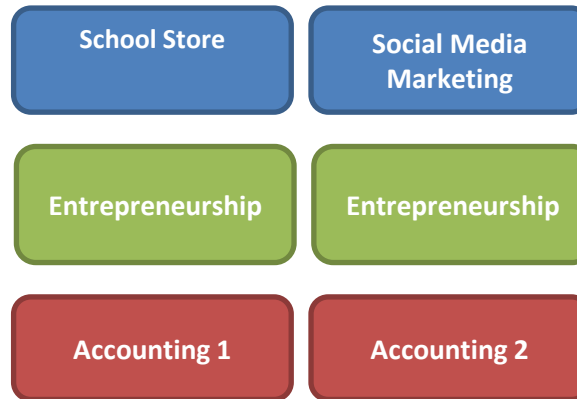 School Store
Social Media
Marketing
Entrepreneurship
Entrepreneurship
Accounting 1
Accounting 2